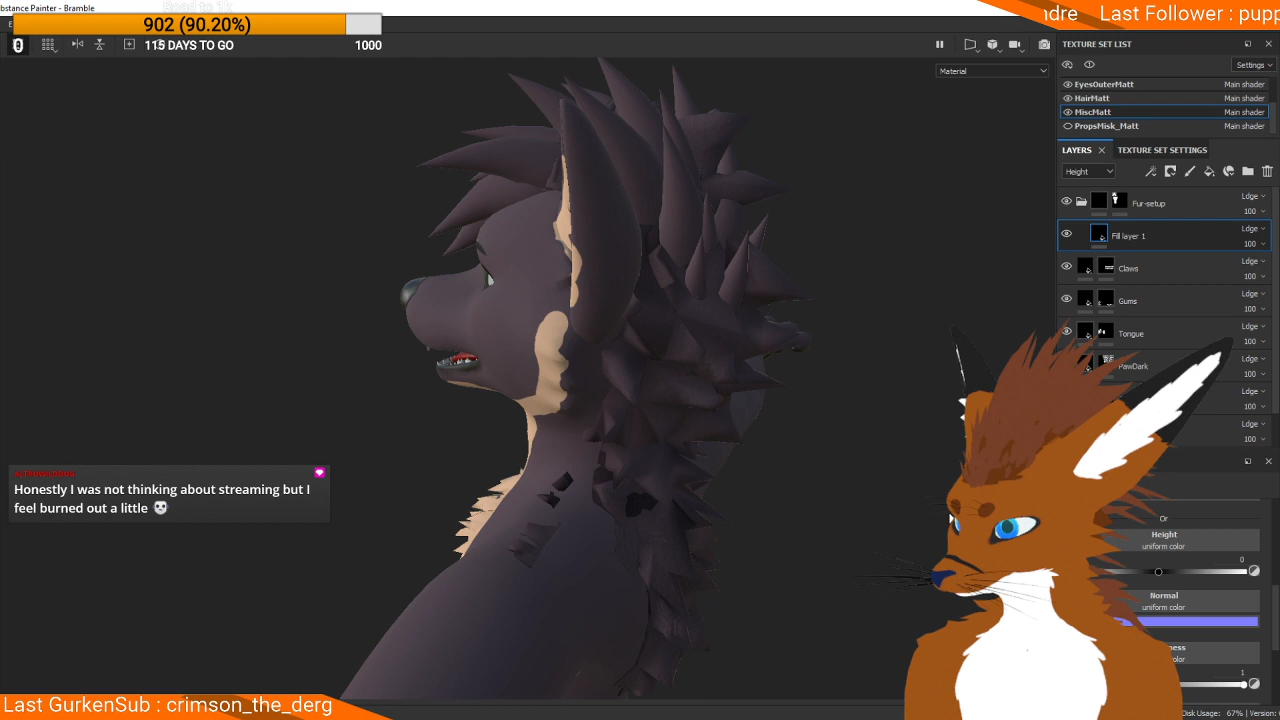 bstance Painter - Bramble
Road to 1k
902 (90.20%)
115 DAYS TO GO
1000
ndre Last Follower : pupp
Material
TEXTURE SET LIST
Settings
EyesOuterMatt Main shader
HairMatt Main shader
MiscMatt Main shader
PropsMisk_Matt Main shader
LAYERS TEXTURE SET SETTINGS
Height
Fur-setup Ldge
100
Fill layer 1 Ldge
100
Claws Ldge
100
Gums Ldge
100
Tongue Ldge
100
PawDark Ldge
100
Ldge
100
Ldge
100
Honestly I was not thinking about streaming but I
feel burned out a little 💀
Or
Height
uniform color
0
Normal
uniform color
ness
color
1
Last GurkenSub : crimson_the_derg
Disk Usage: 67% | Version: